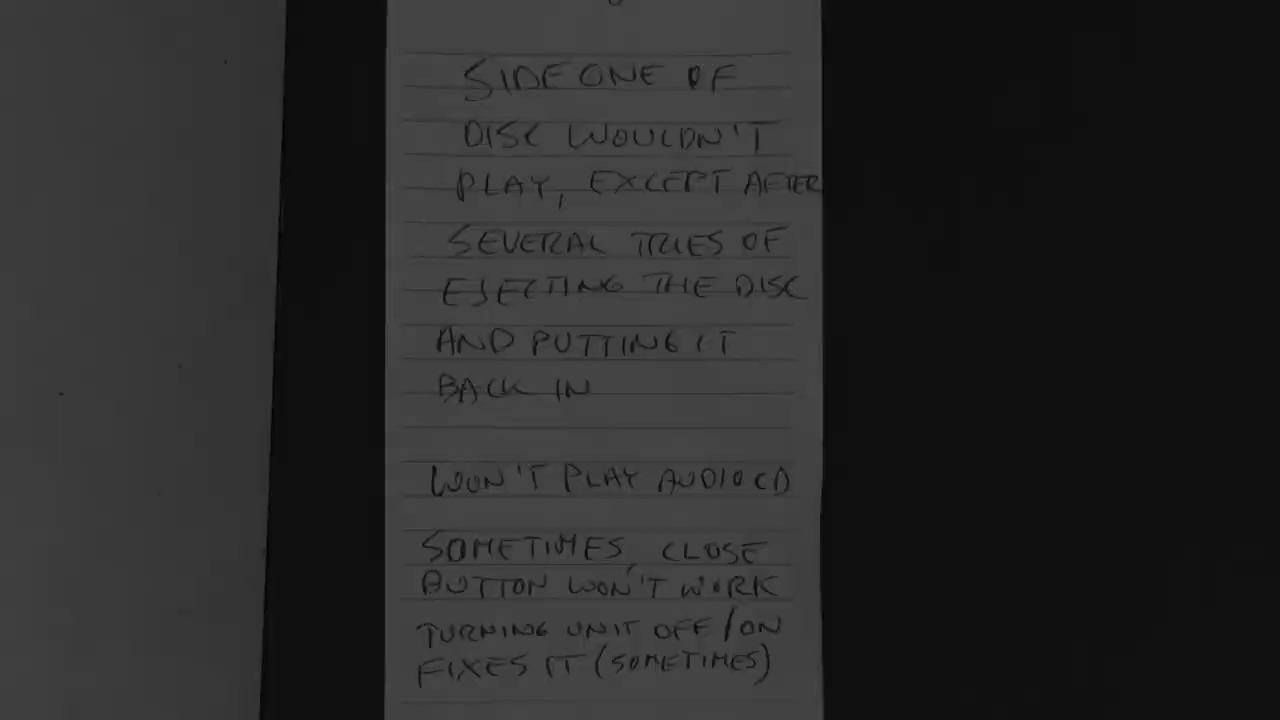 SIDE ONE OF
DISC WOULDN'T
PLAY, EXCEPT AFTER
SEVERAL TRIES OF
EJECTING THE DISC
AND PUTTING IT
BACK IN
WON'T PLAY AUDIO CD
SOMETIMES, CLOSE
BUTTON WON'T WORK
TURNING UNIT OFF/ON
FIXES IT (SOMETIMES)